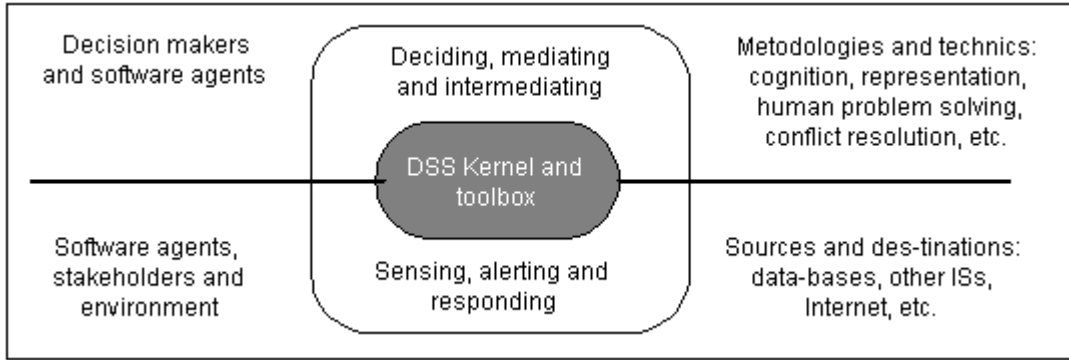 Decision makers
and software agents
Deciding, mediating
and intermediating
Metodologies and technics:
cognition, representation,
human problem solving,
conflict resolution, etc.
DSS Kernel and
toolbox
Software agents,
stakeholders and
environment
Sensing, alerting and
responding
Sources and des-tinations:
data-bases, other ISs,
Internet, etc.